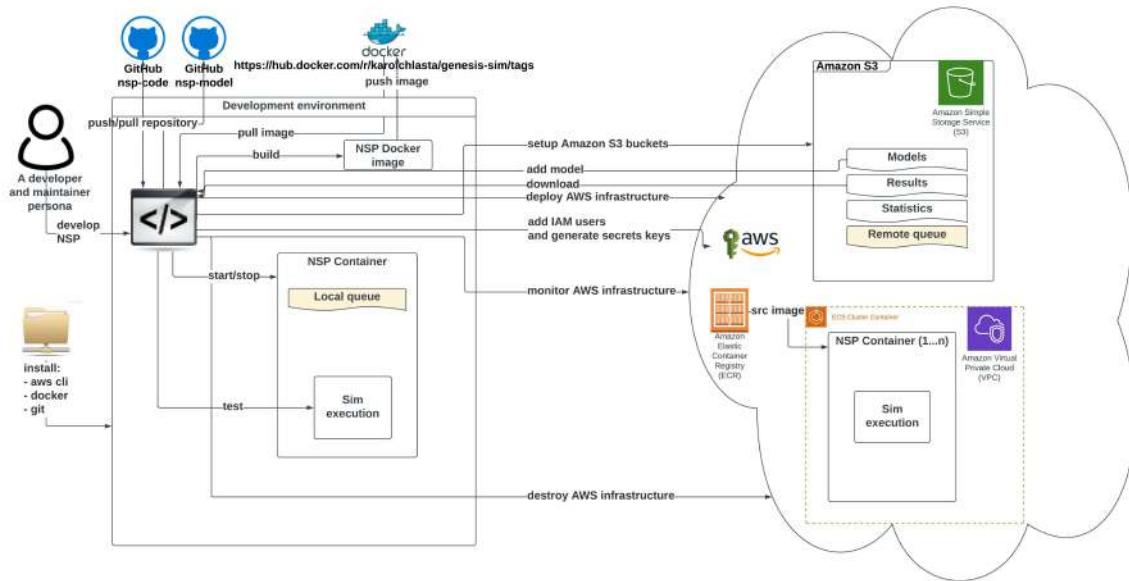 GitHub
nsp-code
GitHub
nsp-model
docker
https://hub.docker.com/r/karolchlasta/genesis-sim/tags
push image
Development environment
push/pull repository
pull image
build
NSP Docker
image
A developer
and maintainer
persona
</>
develop
NSP
start/stop
NSP Container
Local queue
test
Sim
execution
install:
- aws cli
- docker
- git
setup Amazon S3 buckets
add model
download
deploy AWS infrastructure
add IAM users
and generate secrets keys
monitor AWS infrastructure
destroy AWS infrastructure
aws
Amazon S3
Amazon Simple
Storage Service
(S3)
Models
Results
Statistics
Remote queue
Amazon
Elastic
Container
Registry
(ECR)
src image
ECS Cluster Container
NSP Container (1...n)
Sim
execution
Amazon Virtual
Private Cloud
(VPC)